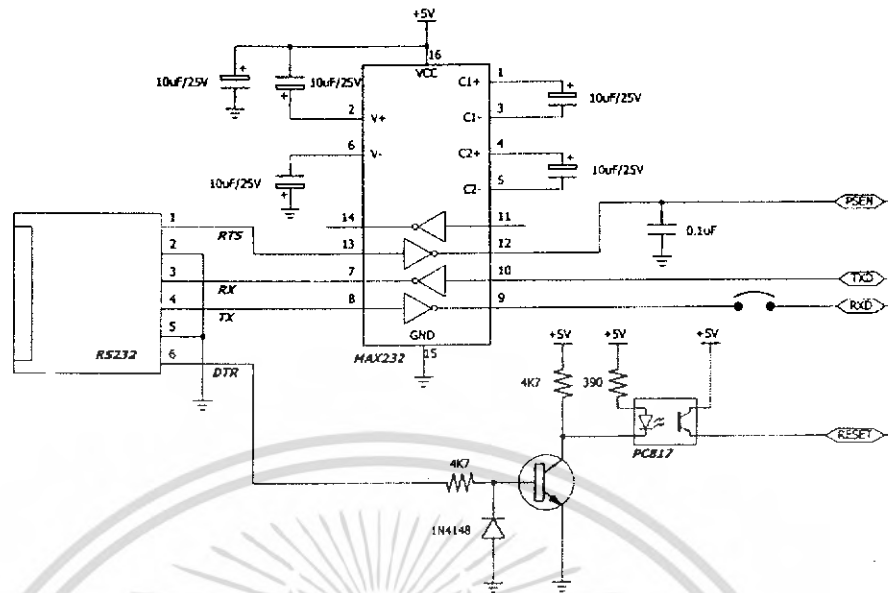 +5V
16
VCC
10uF/25V
10uF/25V
2
V+
C1+
1
C1-
3
10uF/25V
6
V-
C2+
4
C2-
5
10uF/25V
10uF/25V
14
11
PSEN
1
RTS
13
12
0.1uF
2
3
RX
7
10
TXD
4
TX
8
9
RXD
5
GND
15
RS232
6
DTR
MAX232
+5V
+5V
+5V
4K7
390
RESET
PC817
4K7
1N4148